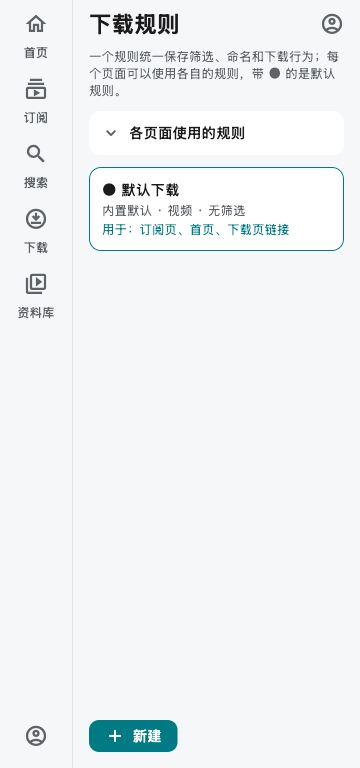 首页
订阅
搜索
下载
资料库
下载规则
一个规则统一保存筛选、命名和下载行为；每
个页面可以使用各自的规则，带 ● 的是默认
规则。
各页面使用的规则
● 默认下载
内置默认 · 视频 · 无筛选
用于：订阅页、首页、下载页链接
新建